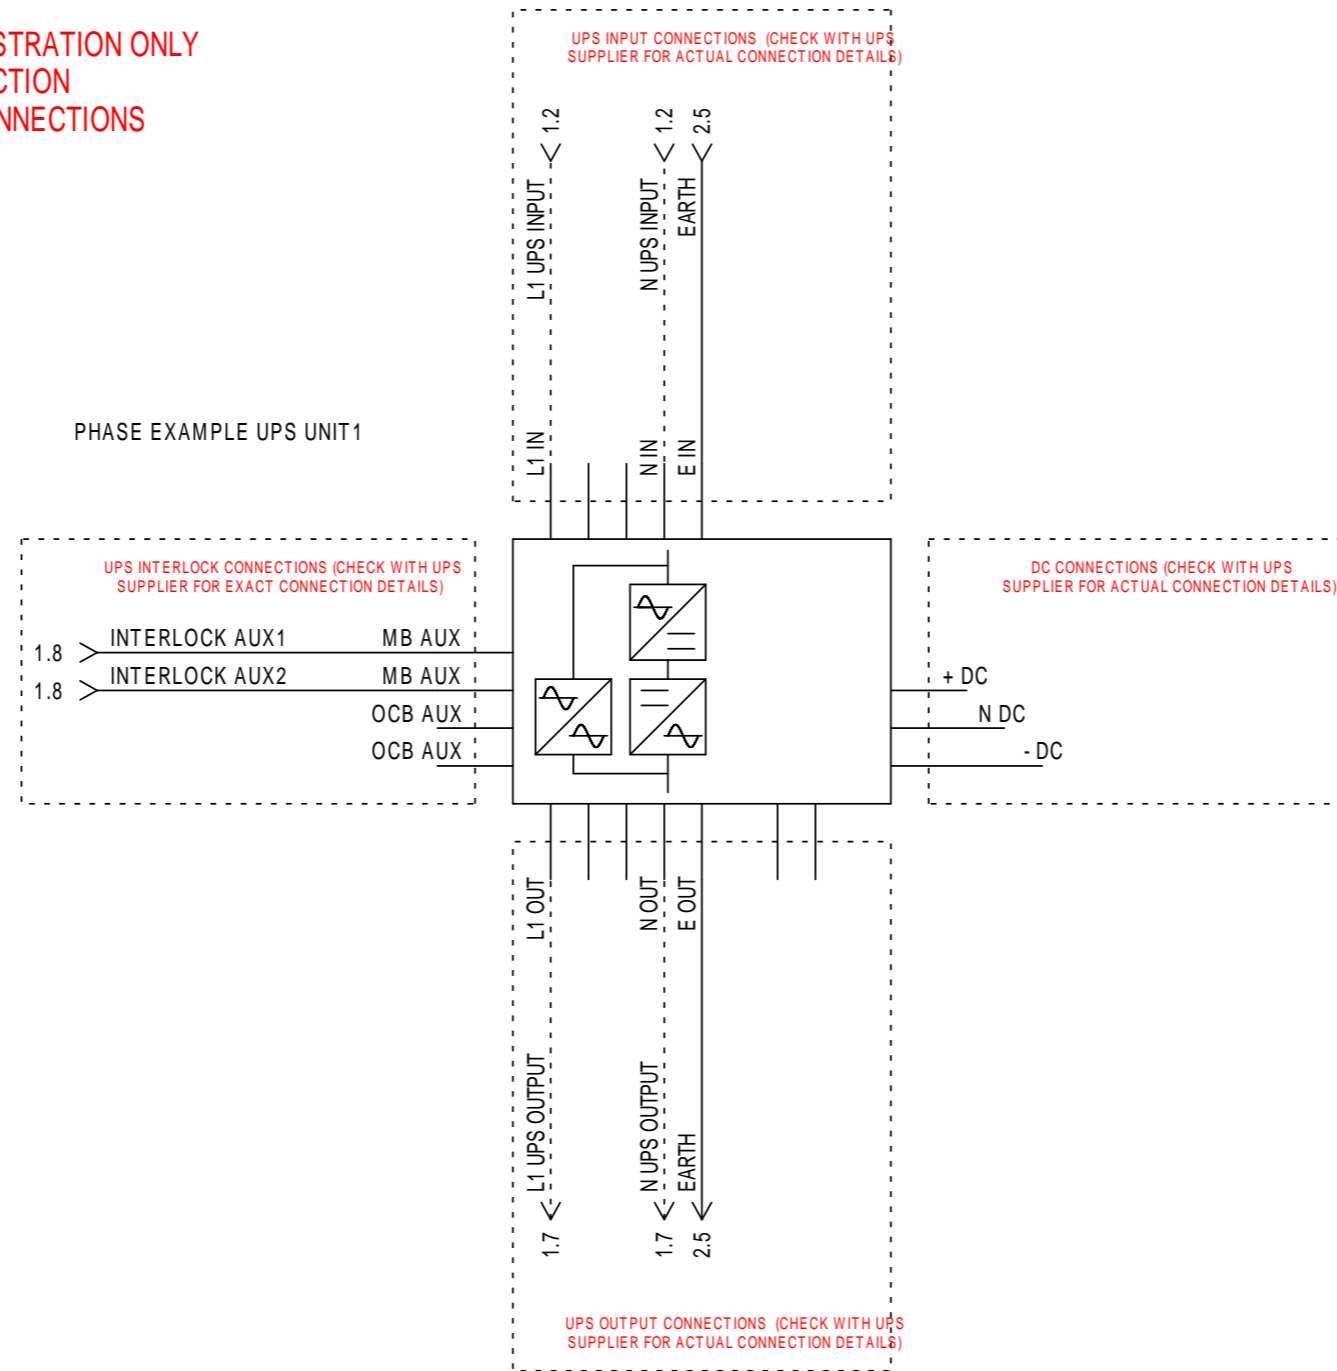 STRATION ONLY
CTION
NNECTIONS
UPS INPUT CONNECTIONS (CHECK WITH UPS
SUPPLIER FOR ACTUAL CONNECTION DETAILS)
1.2
1.2
2.5
L1 UPS INPUT
N UPS INPUT
EARTH
PHASE EXAMPLE UPS UNIT1
L1 IN
N IN
E IN
UPS INTERLOCK CONNECTIONS (CHECK WITH UPS
SUPPLIER FOR EXACT CONNECTION DETAILS)
DC CONNECTIONS (CHECK WITH UPS
SUPPLIER FOR ACTUAL CONNECTION DETAILS)
1.8 INTERLOCK AUX1 MB AUX
1.8 INTERLOCK AUX2 MB AUX
OCB AUX
OCB AUX
+ DC
N DC
- DC
L1 OUT
N OUT
E OUT
L1 UPS OUTPUT
N UPS OUTPUT
EARTH
1.7
1.7
2.5
UPS OUTPUT CONNECTIONS (CHECK WITH UPS
SUPPLIER FOR ACTUAL CONNECTION DETAILS)